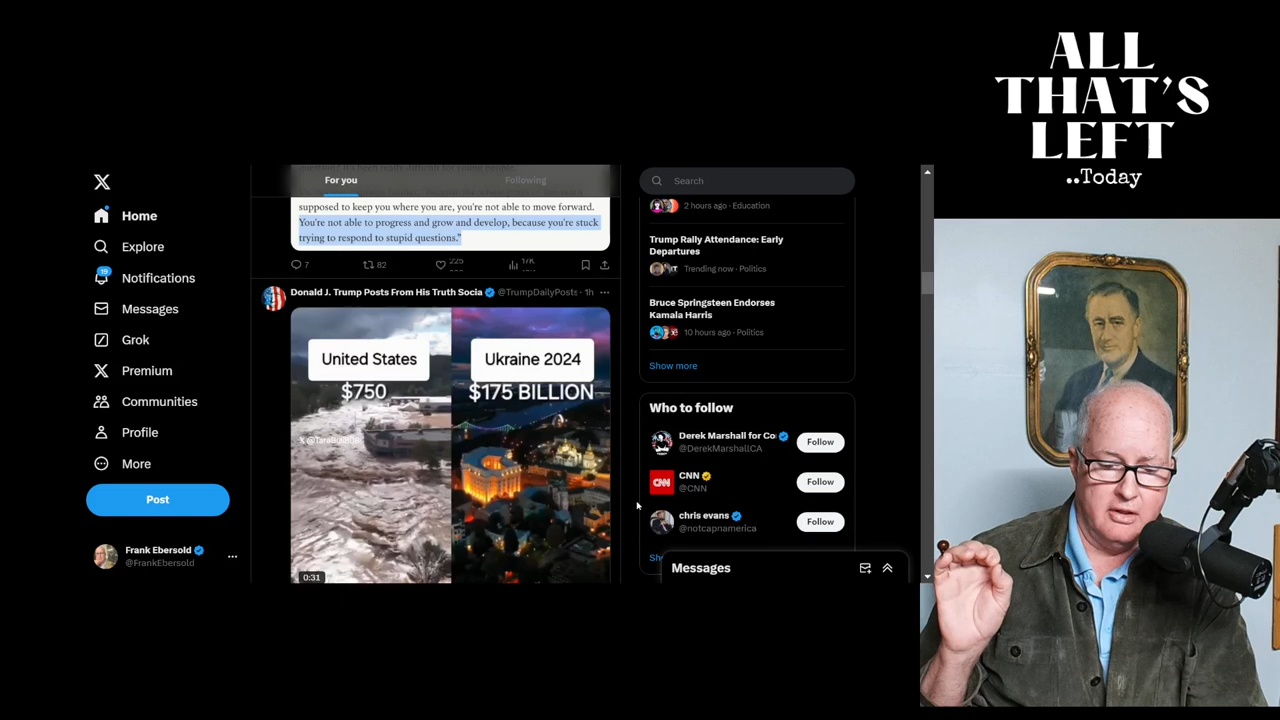 ALL
THAT'S
LEFT
..Today
For you
Following
supposed to keep you where you are, you're not able to move forward.
You're not able to progress and grow and develop, because you're stuck
trying to respond to stupid questions."
7
82
Donald J. Trump Posts From His Truth Socia
@TrumpDailyPosts · 1h
United States
$750
Ukraine 2024
$175 BILLION
0:31
X
Home
Explore
19
Notifications
Messages
Grok
Premium
Communities
Profile
More
Post
Frank Ebersold
@FrankEbersold
Search
2 hours ago · Education
Trump Rally Attendance: Early
Departures
Trending now · Politics
Bruce Springsteen Endorses
Kamala Harris
10 hours ago · Politics
Show more
Who to follow
Derek Marshall for Co
@DerekMarshallCA
Follow
CNN
CNN
@CNN
Follow
chris evans
@notcapnamerica
Follow
Messages